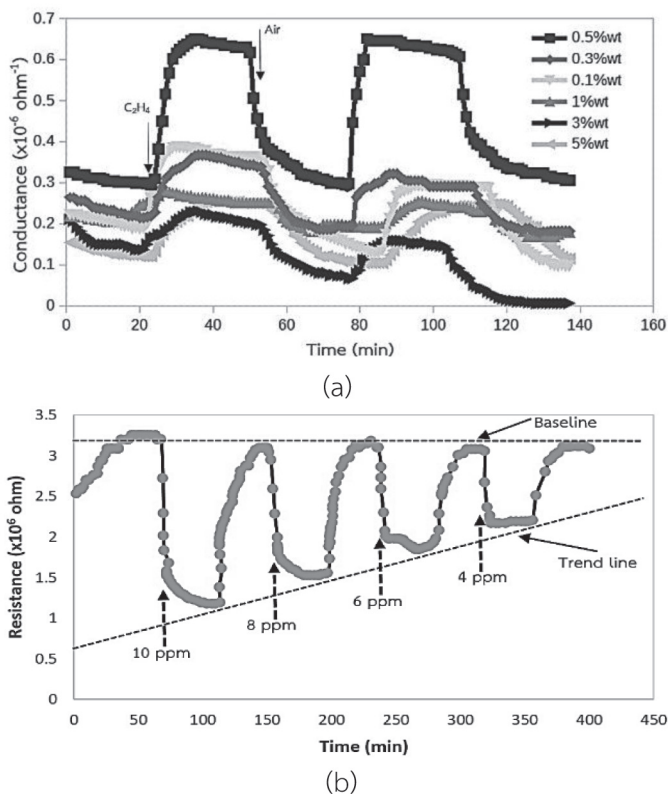 0.7
0.6
0.5
0.4
0.3
0.2
0.1
0
Conductance (x10⁻⁶ ohm⁻¹)
C₂H₄
Air
0.5%wt
0.3%wt
0.1%wt
1%wt
3%wt
5%wt
0 20 40 60 80 100 120 140 160
Time (min)
(a)
3.5
3
2.5
2
1.5
1
0.5
0
Resistance (x10⁶ ohm)
Baseline
Trend line
10 ppm
8 ppm
6 ppm
4 ppm
0 50 100 150 200 250 300 350 400 450
Time (min)
(b)